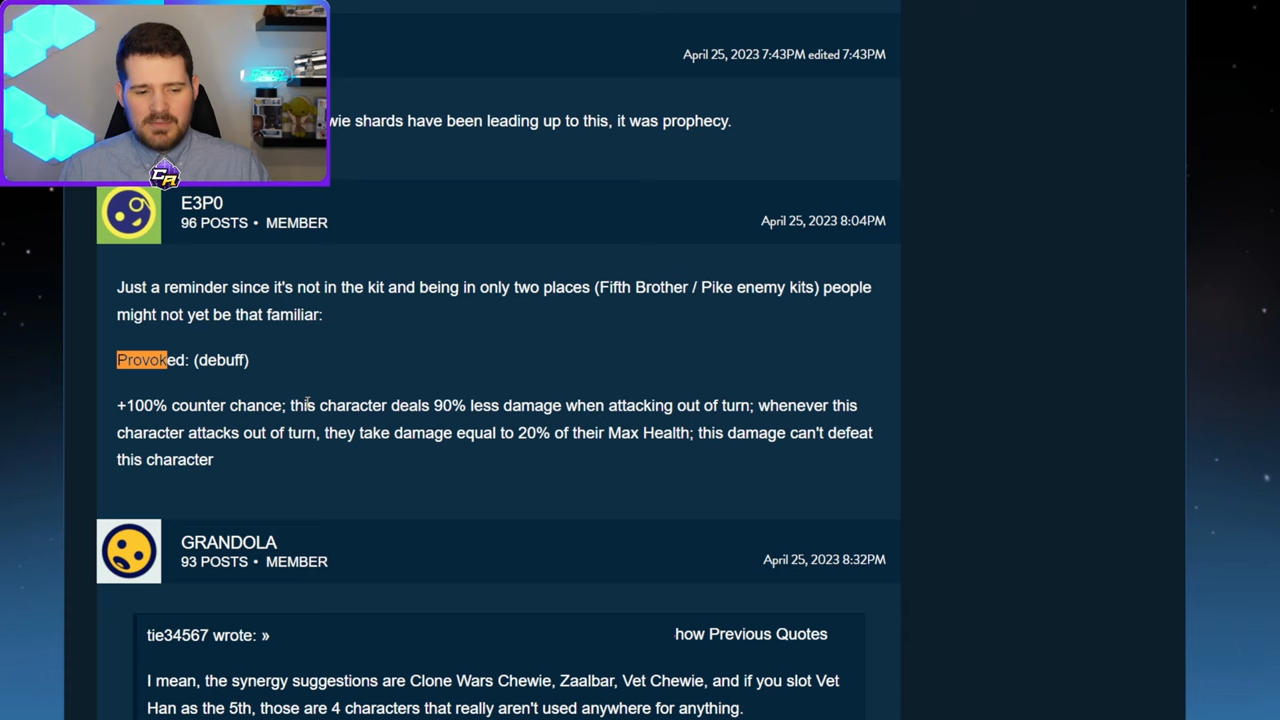 April 25, 2023 7:43PM edited 7:43PM
wie shards have been leading up to this, it was prophecy.
CA
E3P0
96 POSTS • MEMBER
April 25, 2023 8:04PM
Just a reminder since it's not in the kit and being in only two places (Fifth Brother / Pike enemy kits) people
might not yet be that familiar:
Provoked: (debuff)
+100% counter chance; this character deals 90% less damage when attacking out of turn; whenever this
character attacks out of turn, they take damage equal to 20% of their Max Health; this damage can't defeat
this character
GRANDOLA
93 POSTS • MEMBER
April 25, 2023 8:32PM
tie34567 wrote: »
how Previous Quotes
I mean, the synergy suggestions are Clone Wars Chewie, Zaalbar, Vet Chewie, and if you slot Vet
Han as the 5th, those are 4 characters that really aren't used anywhere for anything.